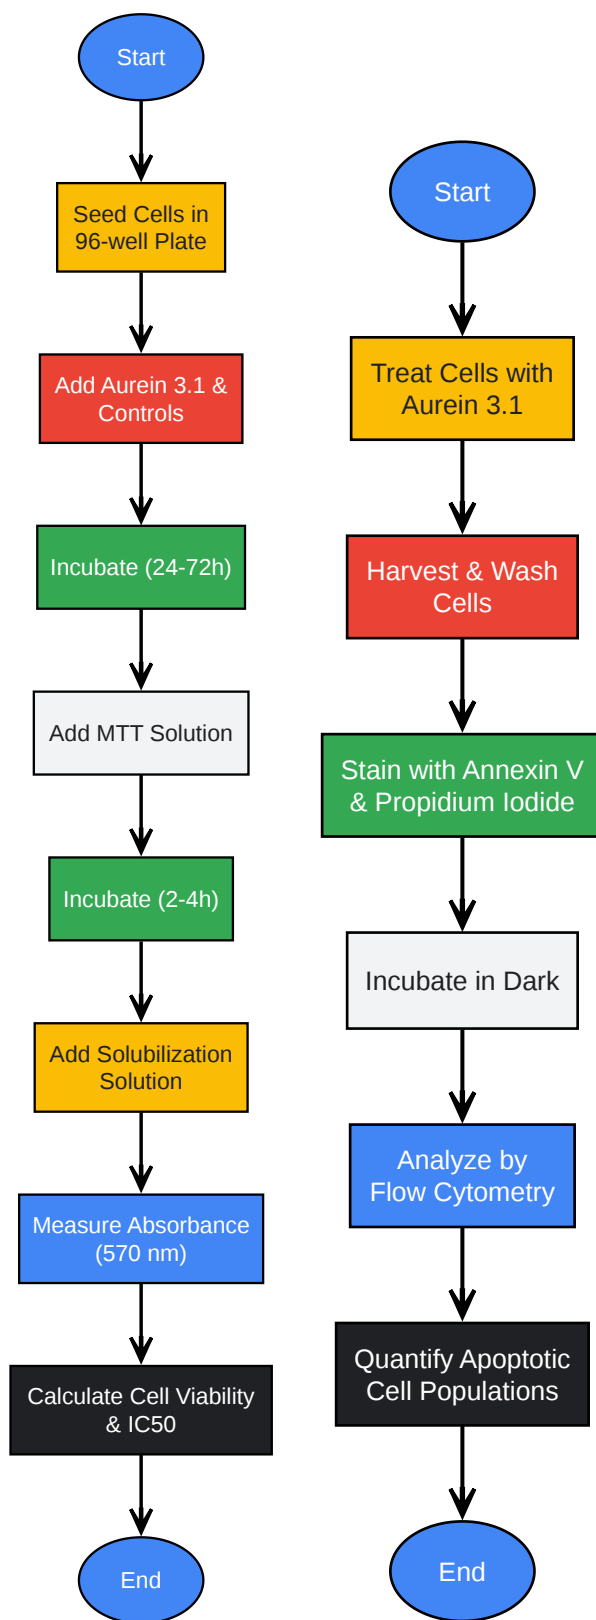 Start
Seed Cells in
96-well Plate
Add Aurein 3.1 &
Controls
Incubate (24-72h)
Add MTT Solution
Incubate (2-4h)
Add Solubilization
Solution
Measure Absorbance
(570 nm)
Calculate Cell Viability
& IC50
End
Start
Treat Cells with
Aurein 3.1
Harvest & Wash
Cells
Stain with Annexin V
& Propidium Iodide
Incubate in Dark
Analyze by
Flow Cytometry
Quantify Apoptotic
Cell Populations
End